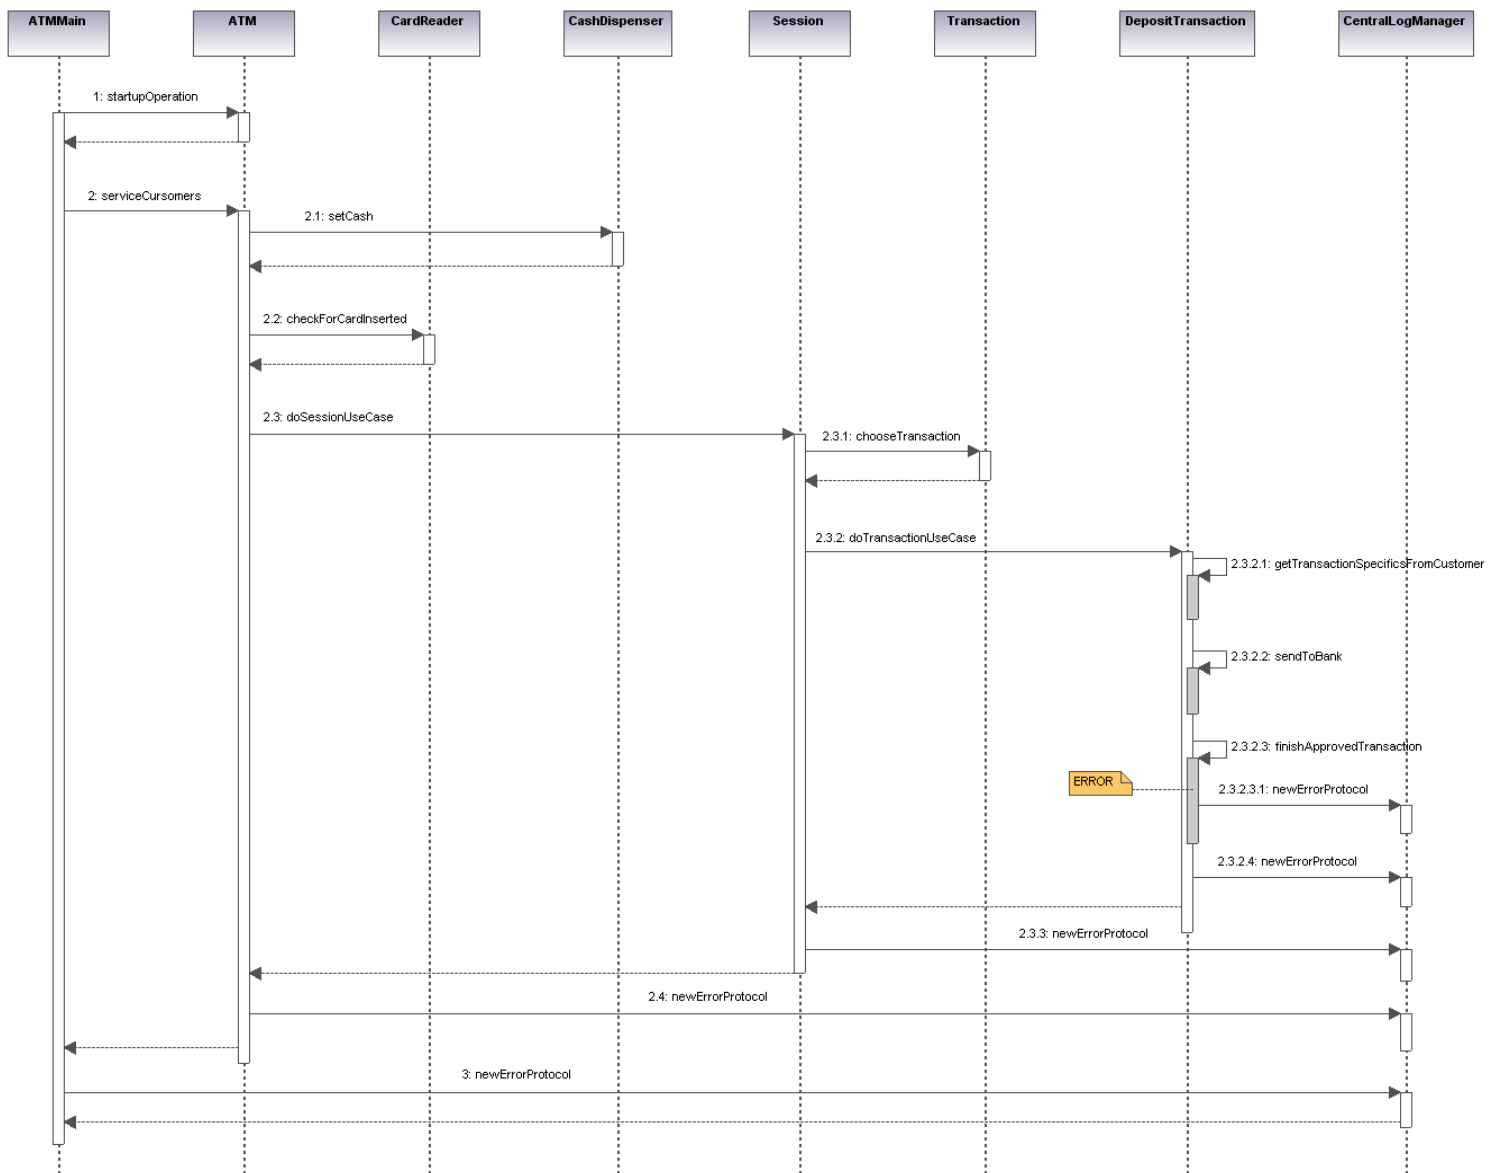 ATMMain
ATM
CardReader
CashDispenser
Session
Transaction
DepositTransaction
CentralLogManager
1: startupOperation
2: serviceCursomers
2.1: setCash
2.2: checkForCardInserted
2.3: doSessionUseCase
2.3.1: chooseTransaction
2.3.2: doTransactionUseCase
2.3.2.1: getTransactionSpecificsFromCustomer
2.3.2.2: sendToBank
2.3.2.3: finishApprovedTransaction
ERROR
2.3.2.3.1: newErrorProtocol
2.3.2.4: newErrorProtocol
2.3.3: newErrorProtocol
2.4: newErrorProtocol
3: newErrorProtocol